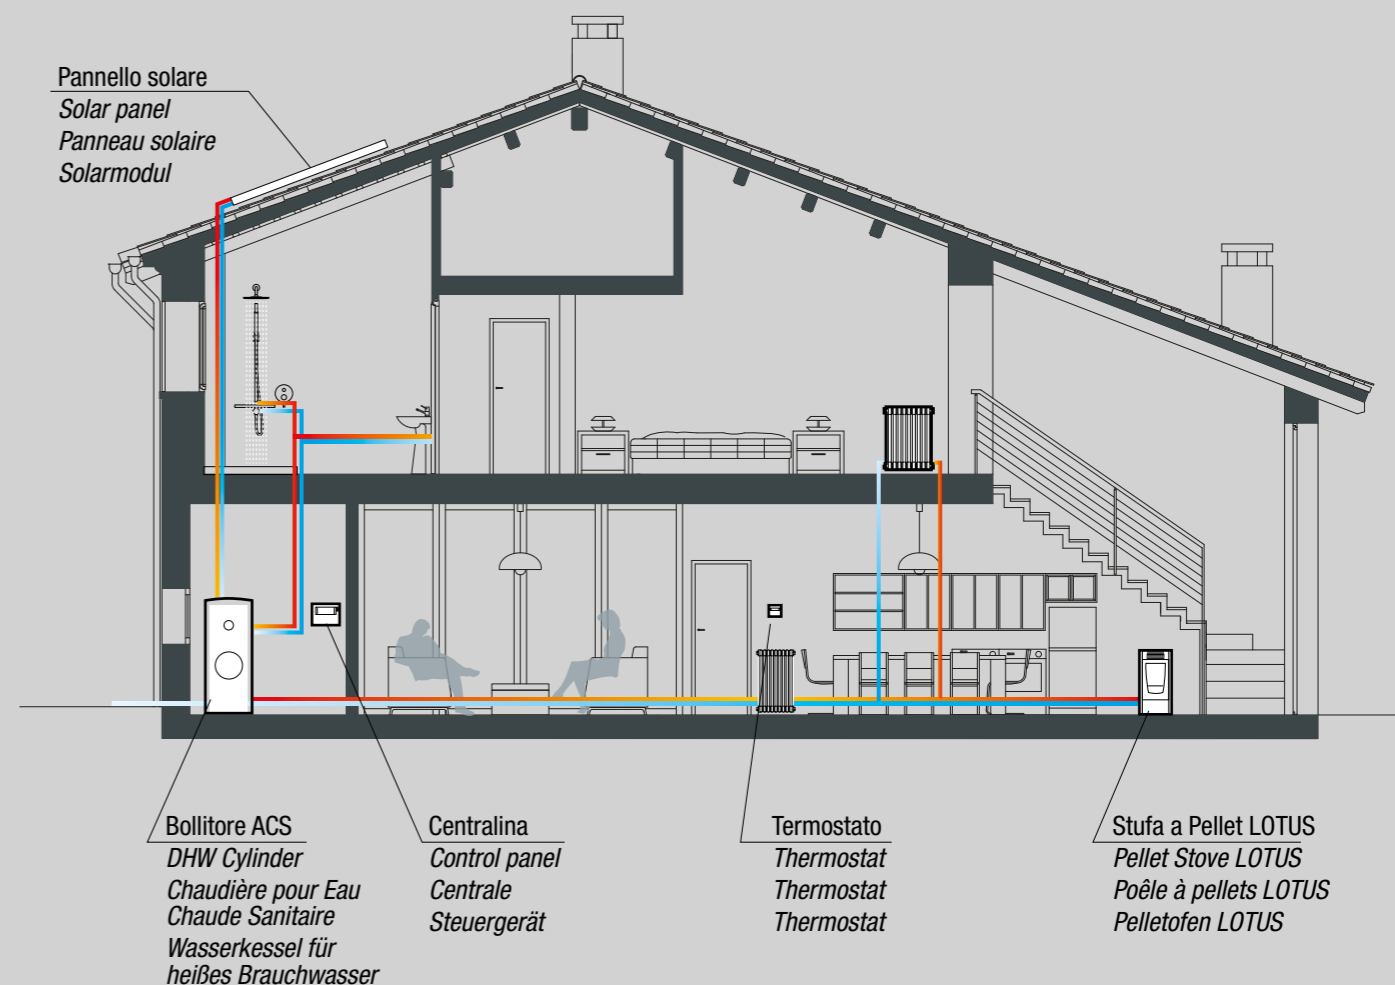 Pannello solare
Solar panel
Panneau solaire
Solarmodul
Bollitore ACS
DHW Cylinder
Chaudière pour Eau
Chaude Sanitaire
Wasserkessel für
heißes Brauchwasser
Centralina
Control panel
Centrale
Steuergerät
Termostato
Thermostat
Thermostat
Thermostat
Stufa a Pellet LOTUS
Pellet Stove LOTUS
Poêle à pellets LOTUS
Pelletofen LOTUS